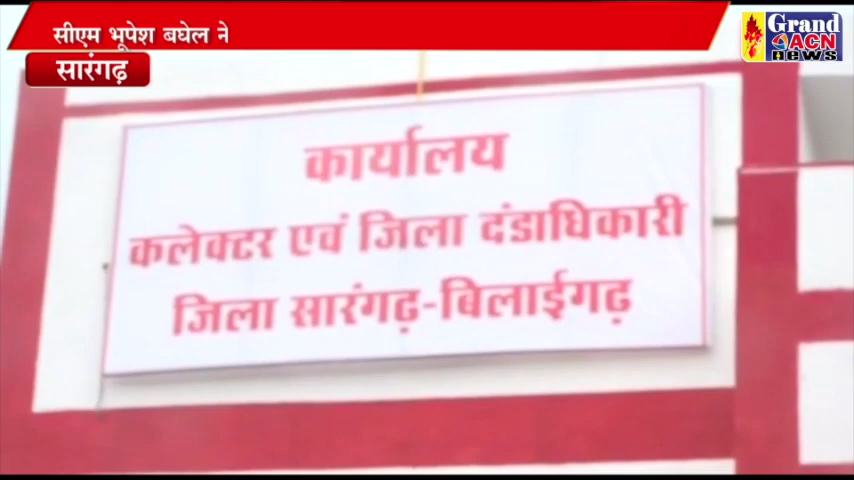 सीएम भूपेश बघेल ने
सारंगढ़
Grand
ACN
News
कार्यालय
कलेक्टर एवं जिला दंडाधिकारी
जिला सारंगढ़-बिलाईगढ़